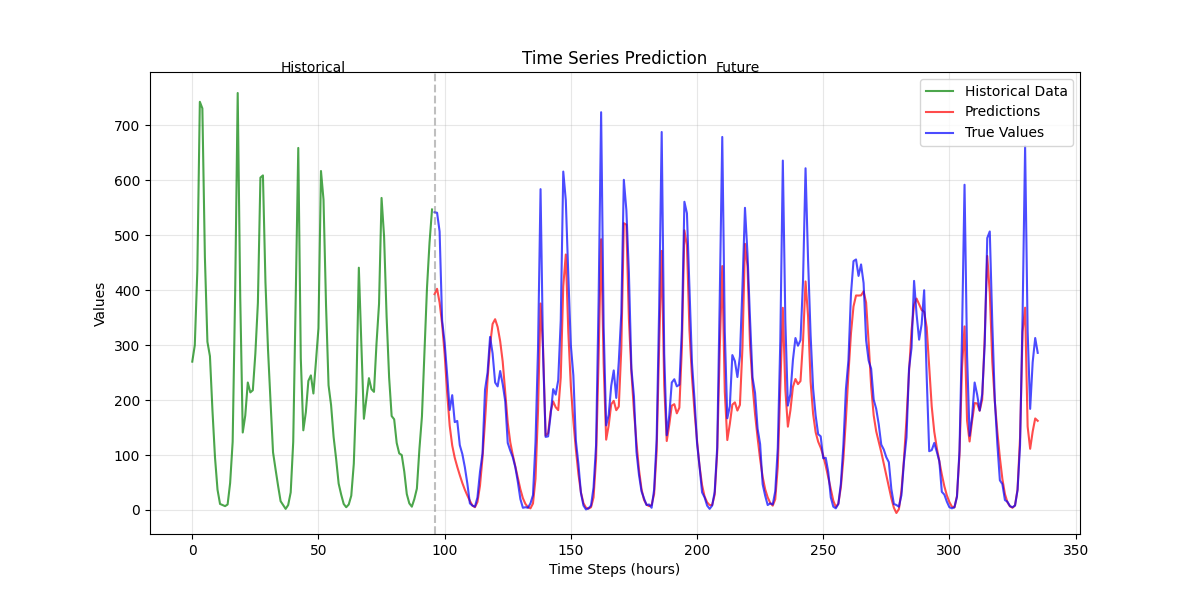 Time Series Prediction
Historical
Future
Historical Data
Predictions
True Values
Values
700
600
500
400
300
200
100
0
0
50
100
150
200
250
300
350
Time Steps (hours)